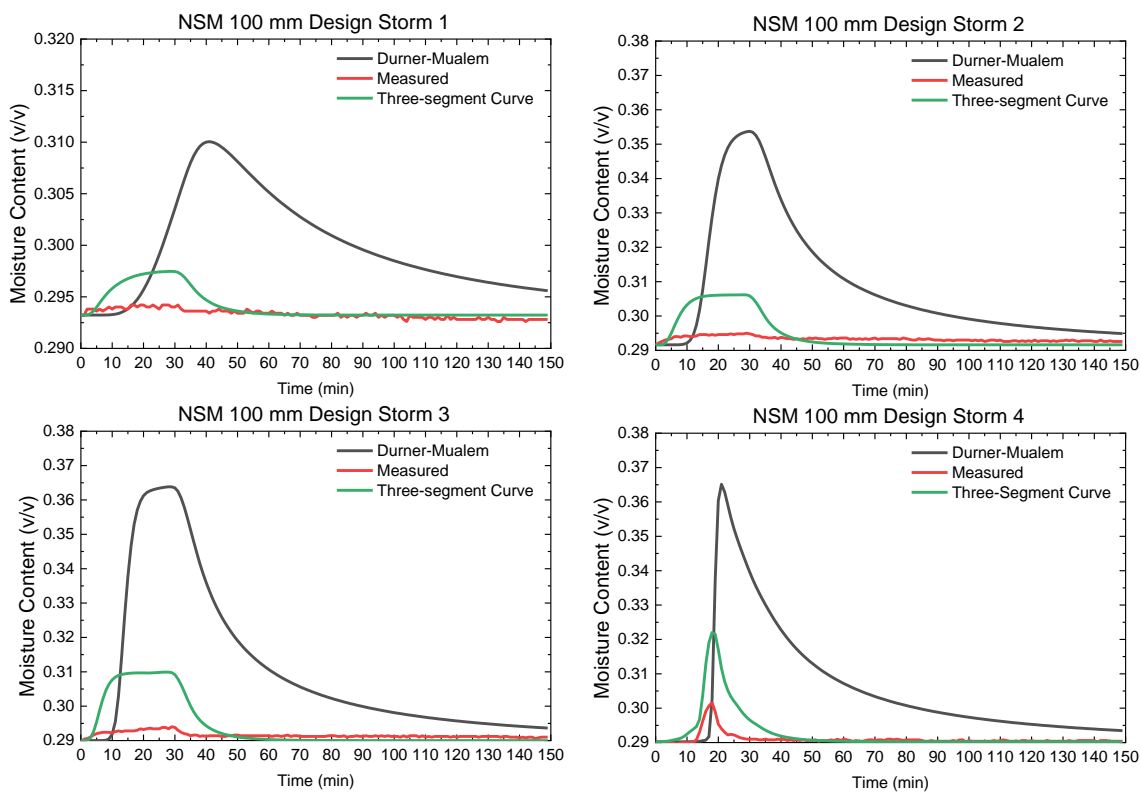 NSM 100 mm Design Storm 1
0.320
0.315
0.310
0.305
0.300
0.295
0.290
Moisture Content (v/v)
Durner-Mualem
Measured
Three-segment Curve
0 10 20 30 40 50 60 70 80 90 100 110 120 130 140 150
Time (min)
NSM 100 mm Design Storm 2
0.38
0.37
0.36
0.35
0.33
0.32
0.31
0.30
0.29
Moisture Content (v/v)
Durner-Mualem
Measured
Three-segment Curve
0 10 20 30 40 50 60 70 80 90 100 110 120 130 140 150
Time (min)
NSM 100 mm Design Storm 3
0.38
0.37
0.36
0.35
0.33
0.32
0.31
0.30
0.29
Moisture Content (v/v)
Durner-Mualem
Measured
Three-segment Curve
0 10 20 30 40 50 60 70 80 90 100 110 120 130 140 150
Time (min)
NSM 100 mm Design Storm 4
0.38
0.37
0.36
0.35
0.33
0.32
0.31
0.30
0.29
Moisture Content (v/v)
Durner-Mualem
Measured
Three-Segment Curve
0 10 20 30 40 50 60 70 80 90 100 110 120 130 140 150
Time (min)